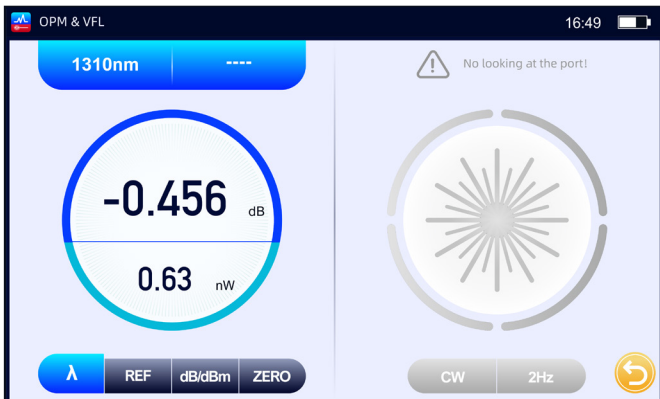 OPM & VFL 16:49
1310nm ----
No looking at the port!
-0.456 dB
0.63 nW
λ REF dB/dBm ZERO
CW 2Hz